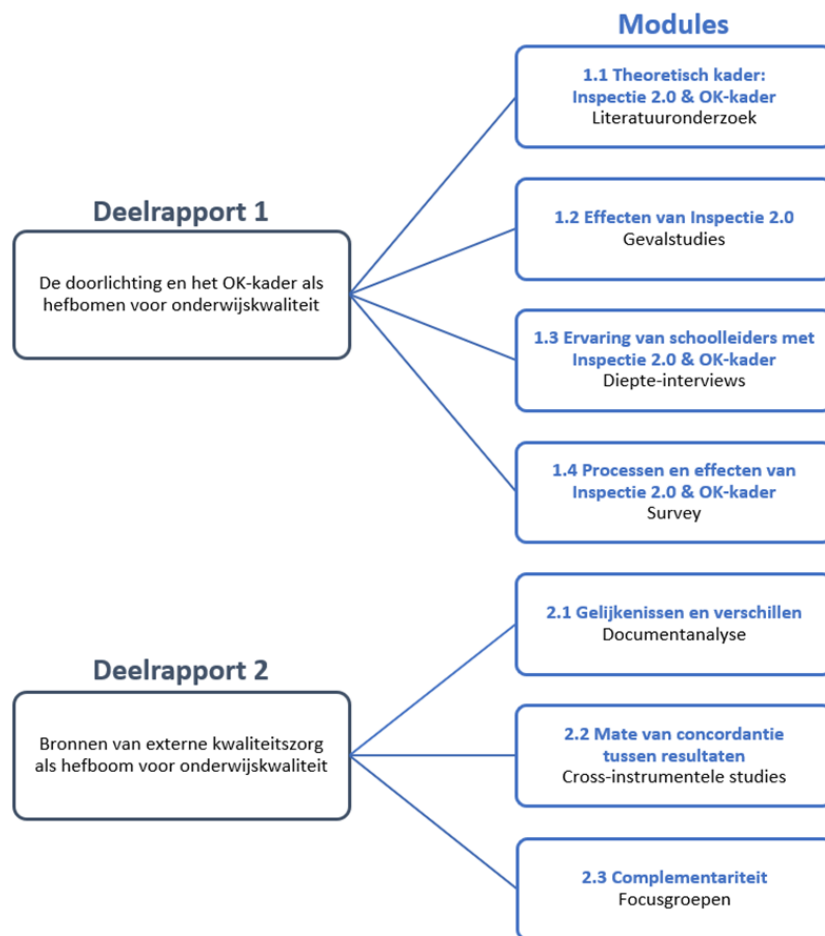 Modules
1.1 Theoretisch kader:
Inspectie 2.0 & OK-kader
Literatuuronderzoek
Deelrapport 1
De doorlichting en het OK-kader als
hefbomen voor onderwijskwaliteit
1.2 Effecten van Inspectie 2.0
Gevalstudies
1.3 Ervaring van schoolleiders met
Inspectie 2.0 & OK-kader
Diepte-interviews
1.4 Processen en effecten van
Inspectie 2.0 & OK-kader
Survey
Deelrapport 2
Bronnen van externe kwaliteitszorg
als hefboom voor onderwijskwaliteit
2.1 Gelijkenissen en verschillen
Documentanalyse
2.2 Mate van concordantie
tussen resultaten
Cross-instrumentele studies
2.3 Complementariteit
Focusgroepen